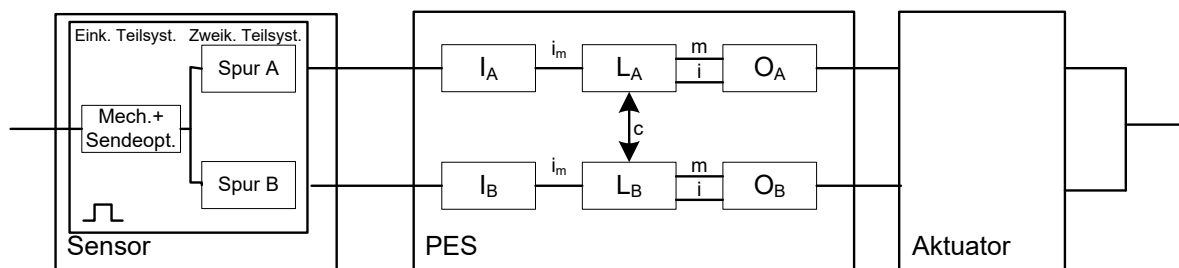 Eink. Teilsyst. Zweik. Teilsyst.
Spur A
Mech.+
Sendeopt.
Spur B
Sensor
I_A
i_m
L_A
m
i
O_A
c
I_B
i_m
L_B
m
i
O_B
PES
Aktuator